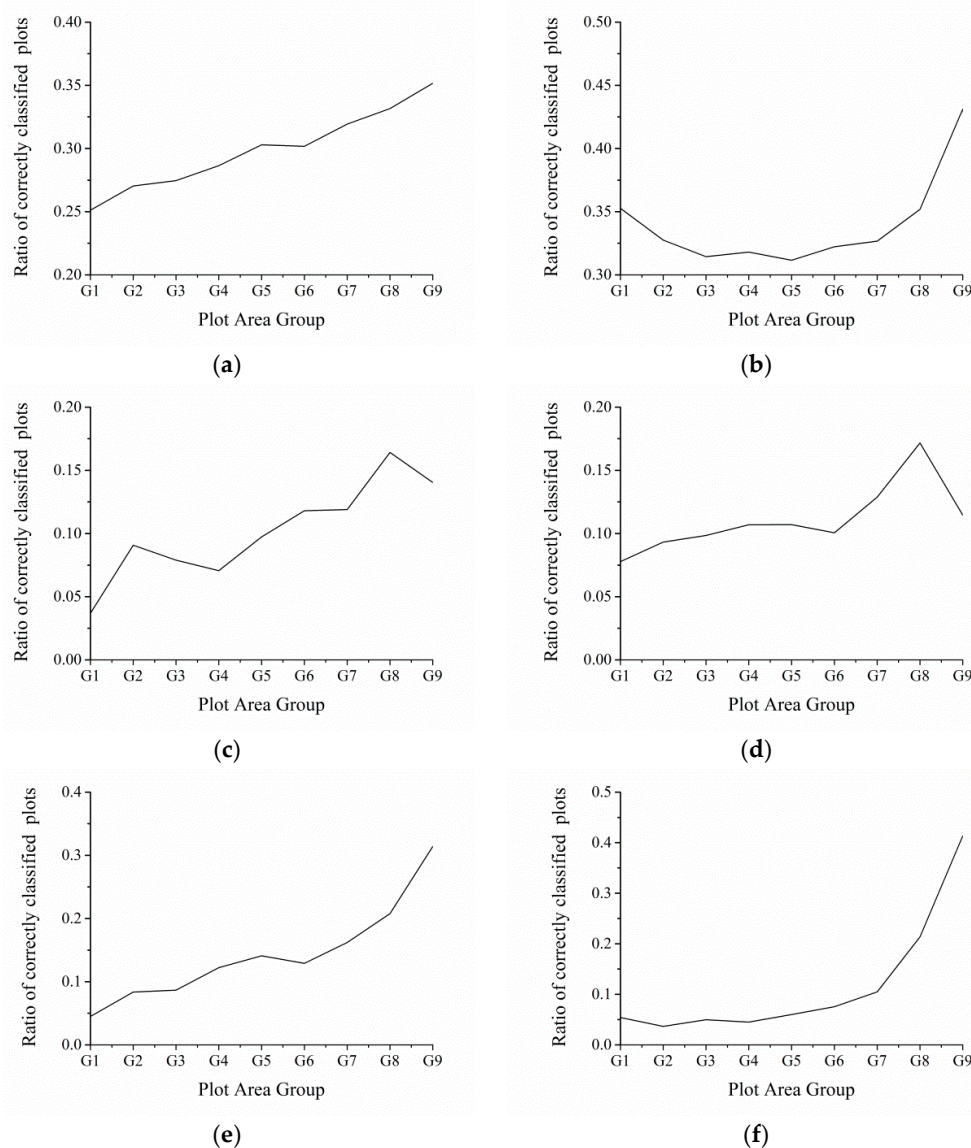 Ratio of correctly classified plots
0.40
0.35
0.30
0.25
0.20
G1 G2 G3 G4 G5 G6 G7 G8 G9
Plot Area Group
(a)
Ratio of correctly classified plots
0.50
0.45
0.40
0.35
0.30
G1 G2 G3 G4 G5 G6 G7 G8 G9
Plot Area Group
(b)
Ratio of correctly classified plots
0.20
0.15
0.10
0.05
0.00
G1 G2 G3 G4 G5 G6 G7 G8 G9
Plot Area Group
(c)
Ratio of correctly classified plots
0.20
0.15
0.10
0.05
0.00
G1 G2 G3 G4 G5 G6 G7 G8 G9
Plot Area Group
(d)
Ratio of correctly classified plots
0.4
0.3
0.2
0.1
0.0
G1 G2 G3 G4 G5 G6 G7 G8 G9
Plot Area Group
(e)
Ratio of correctly classified plots
0.5
0.4
0.3
0.2
0.1
0.0
G1 G2 G3 G4 G5 G6 G7 G8 G9
Plot Area Group
(f)